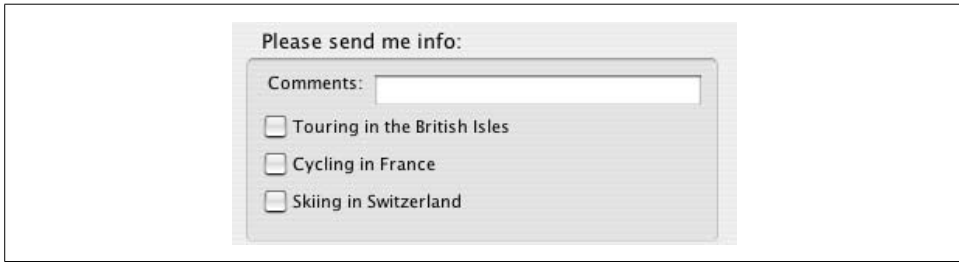 Please send me info:
Comments:
Touring in the British Isles
Cycling in France
Skiing in Switzerland